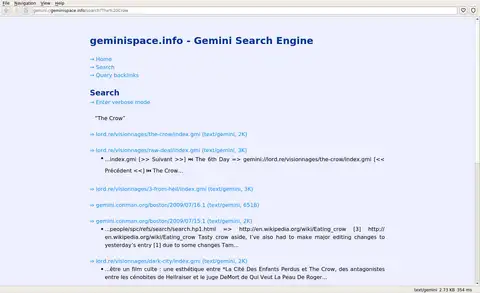 File Navigation View Help
gemini://geminispace.info/search?The%20Crow
geminispace.info - Gemini Search Engine
⇒ Home
⇒ Search
⇒ Query backlinks
Search
⇒ Enter verbose mode
"The Crow"
⇒ lord.re/visionnages/the-crow/index.gmi (text/gemini, 2K)
⇒ lord.re/visionnages/raw-deal/index.gmi (text/gemini, 3K)
• ...index.gmi [>> Suivant >>] ⏭ The 6th Day => gemini://lord.re/visionnages/the-crow/index.gmi [<<
Précédent <<] ⏮ The Crow...
⇒ lord.re/visionnages/3-from-hell/index.gmi (text/gemini, 3K)
⇒ gemini.conman.org/boston/2009/07/16.1 (text/gemini, 651B)
⇒ gemini.conman.org/boston/2009/07/15.1 (text/gemini, 2K)
• ...people/spc/refs/search/search.hp1.html => http://en.wikipedia.org/wiki/Eating_crow [3] http://
en.wikipedia.org/wiki/Eating_crow Tasty crow aside, I've also had to make major editing changes to
yesterday's entry [1] due to some changes Tam...
⇒ lord.re/visionnages/dark-city/index.gmi (text/gemini, 2K)
• ...être un film culte : une esthétique entre "La Cité Des Enfants Perdus et The Crow, des antagonistes
entre les cénobites de Hellraiser et le juge DeMort de Qui Veut La Peau De Roger...
text/gemini 2.73 KB 354 ms